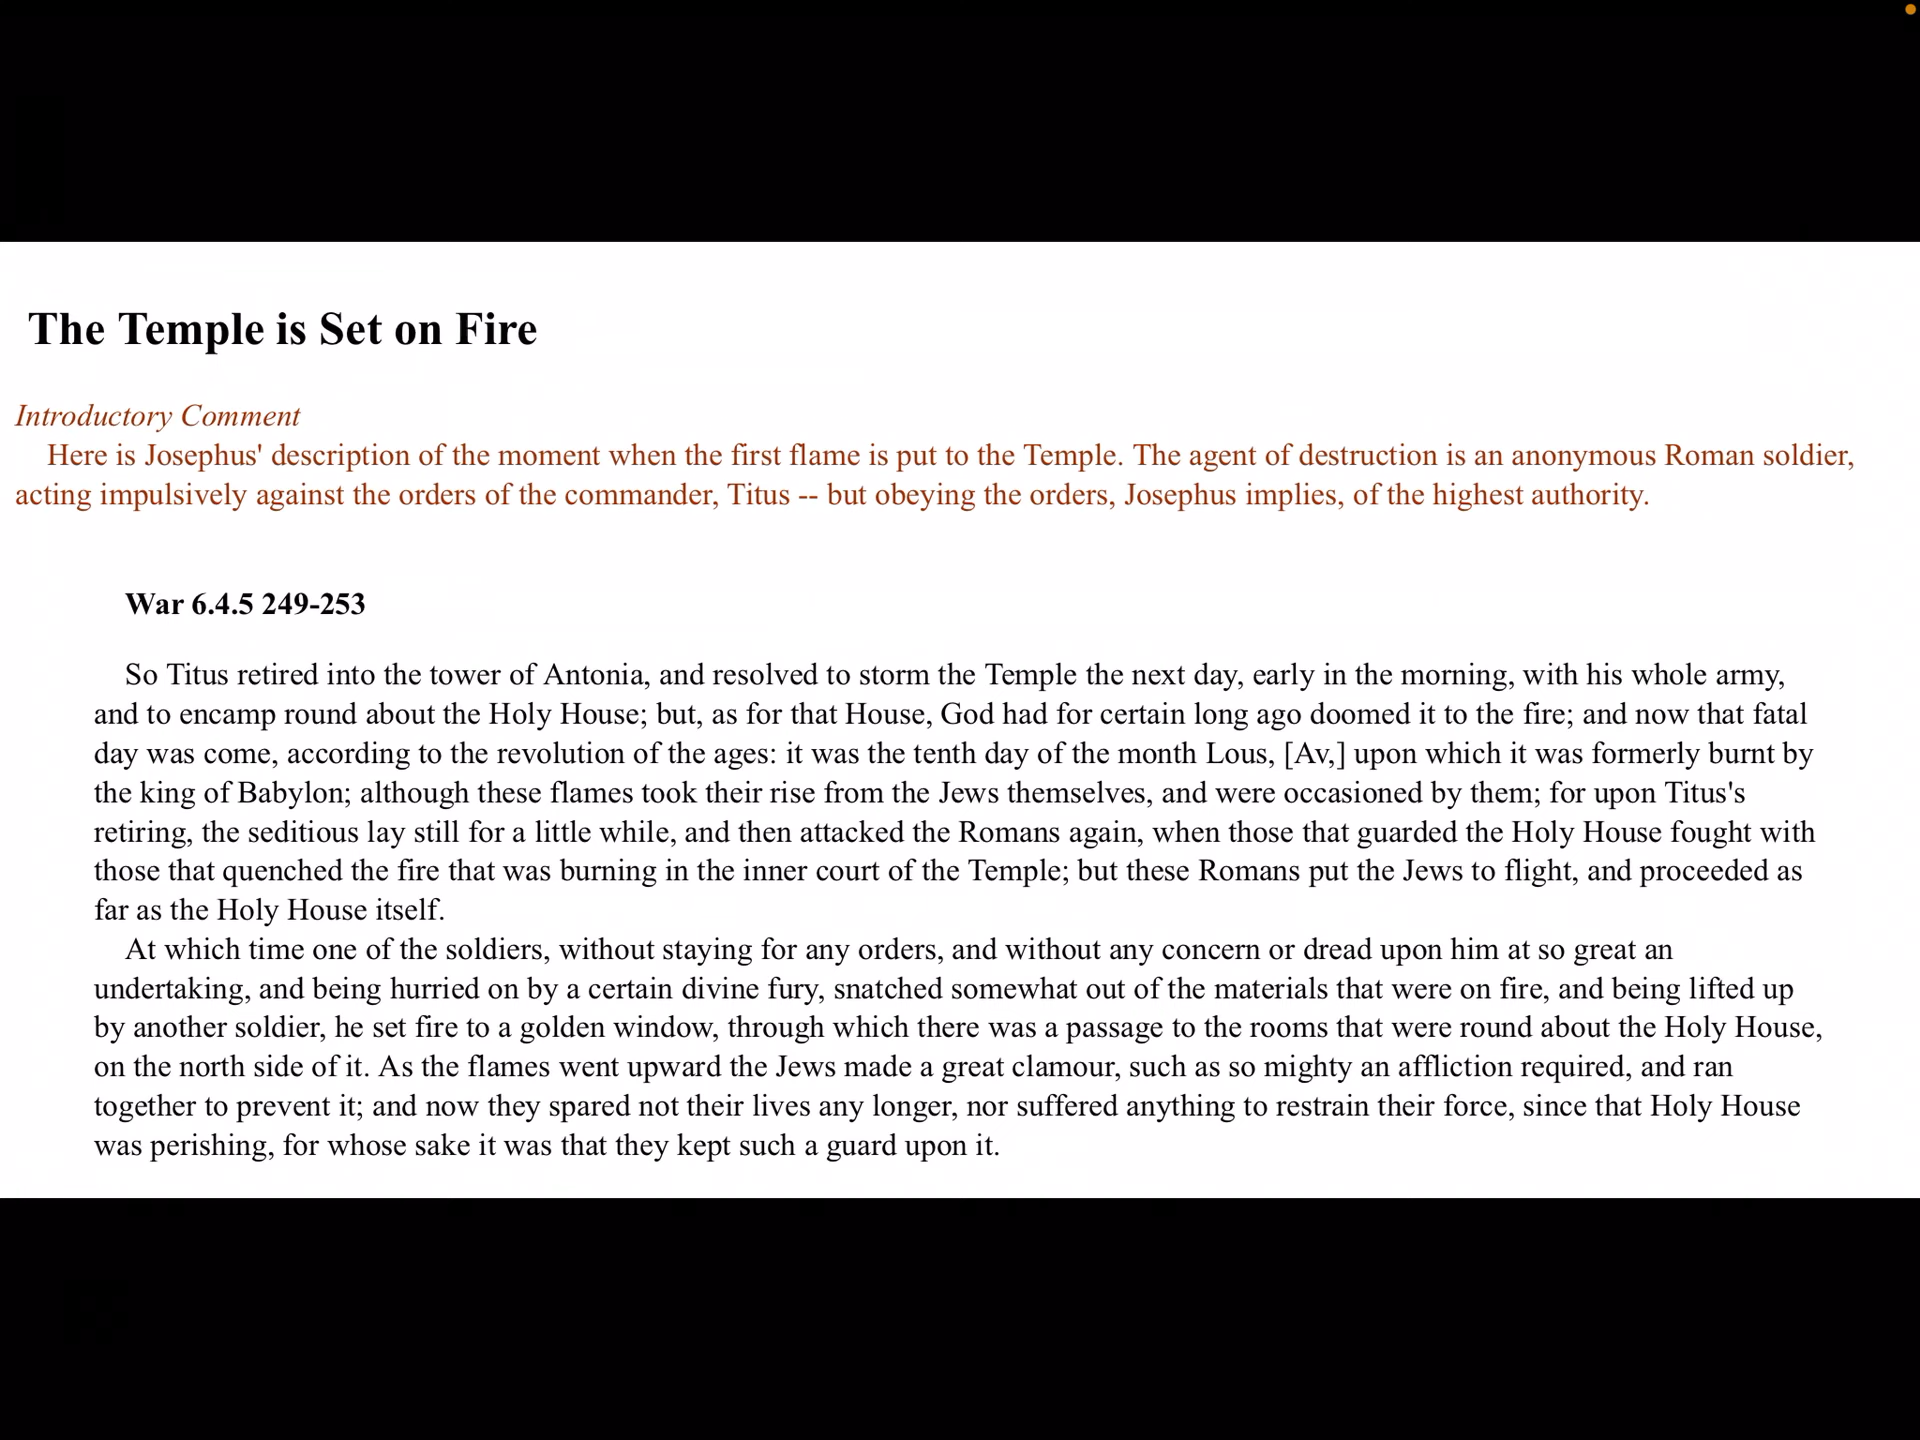 The Temple is Set on Fire
Introductory Comment
Here is Josephus' description of the moment when the first flame is put to the Temple. The agent of destruction is an anonymous Roman soldier,
acting impulsively against the orders of the commander, Titus -- but obeying the orders, Josephus implies, of the highest authority.
War 6.4.5 249-253
So Titus retired into the tower of Antonia, and resolved to storm the Temple the next day, early in the morning, with his whole army,
and to encamp round about the Holy House; but, as for that House, God had for certain long ago doomed it to the fire; and now that fatal
day was come, according to the revolution of the ages: it was the tenth day of the month Lous, [Av,] upon which it was formerly burnt by
the king of Babylon; although these flames took their rise from the Jews themselves, and were occasioned by them; for upon Titus's
retiring, the seditious lay still for a little while, and then attacked the Romans again, when those that guarded the Holy House fought with
those that quenched the fire that was burning in the inner court of the Temple; but these Romans put the Jews to flight, and proceeded as
far as the Holy House itself.
At which time one of the soldiers, without staying for any orders, and without any concern or dread upon him at so great an
undertaking, and being hurried on by a certain divine fury, snatched somewhat out of the materials that were on fire, and being lifted up
by another soldier, he set fire to a golden window, through which there was a passage to the rooms that were round about the Holy House,
on the north side of it. As the flames went upward the Jews made a great clamour, such as so mighty an affliction required, and ran
together to prevent it; and now they spared not their lives any longer, nor suffered anything to restrain their force, since that Holy House
was perishing, for whose sake it was that they kept such a guard upon it.